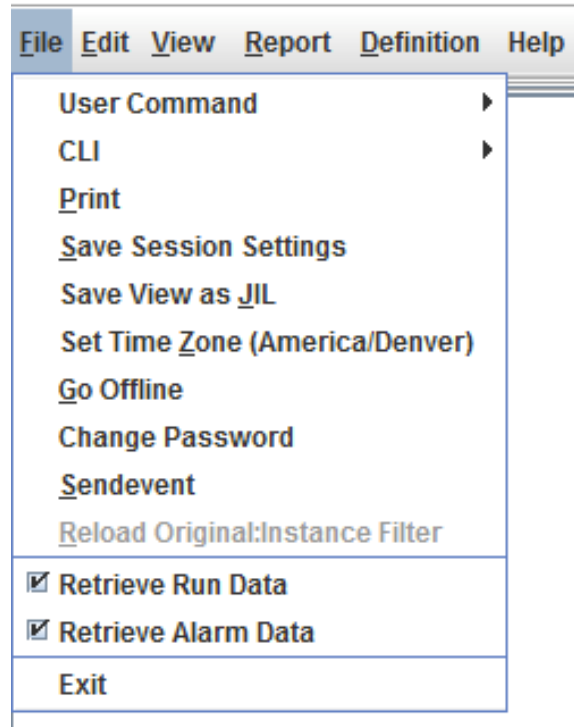 File Edit View Report Definition Help
User Command
CLI
Print
Save Session Settings
Save View as JIL
Set Time Zone (America/Denver)
Go Offline
Change Password
Sendevent
Reload Original:Instance Filter
Retrieve Run Data
Retrieve Alarm Data
Exit